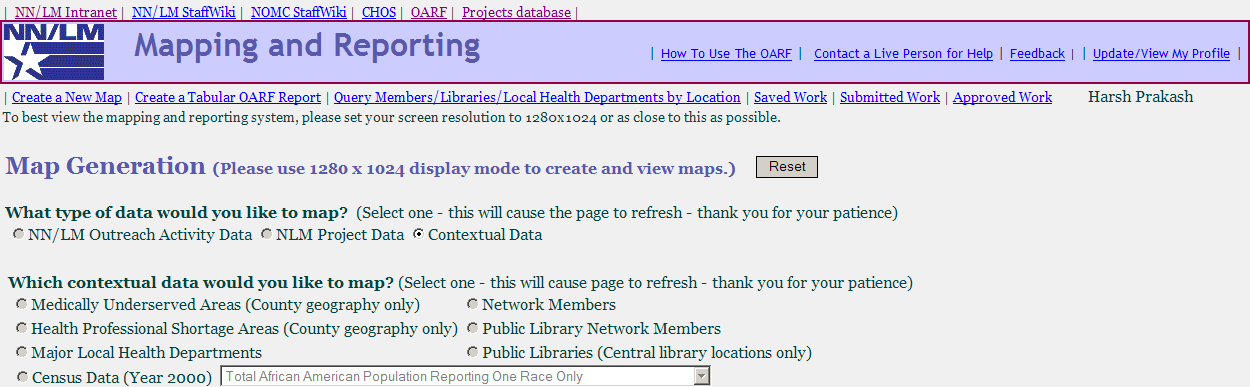 | NN/LM Intranet | NN/LM StaffWiki | NOMC StaffWiki | CHOS | OARF | Projects database |
NN/LM
Mapping and Reporting
| How To Use The OARF | Contact a Live Person for Help | Feedback | | Update/View My Profile |
| Create a New Map | Create a Tabular OARF Report | Query Members/Libraries/Local Health Departments by Location | Saved Work | Submitted Work | Approved Work Harsh Prakash
To best view the mapping and reporting system, please set your screen resolution to 1280x1024 or as close to this as possible.
Map Generation (Please use 1280 x 1024 display mode to create and view maps.) Reset
What type of data would you like to map? (Select one - this will cause the page to refresh - thank you for your patience)
NN/LM Outreach Activity Data NLM Project Data Contextual Data
Which contextual data would you like to map? (Select one - this will cause page to refresh - thank you for your patience)
Medically Underserved Areas (County geography only) Network Members
Health Professional Shortage Areas (County geography only) Public Library Network Members
Major Local Health Departments Public Libraries (Central library locations only)
Census Data (Year 2000) Total African American Population Reporting One Race Only